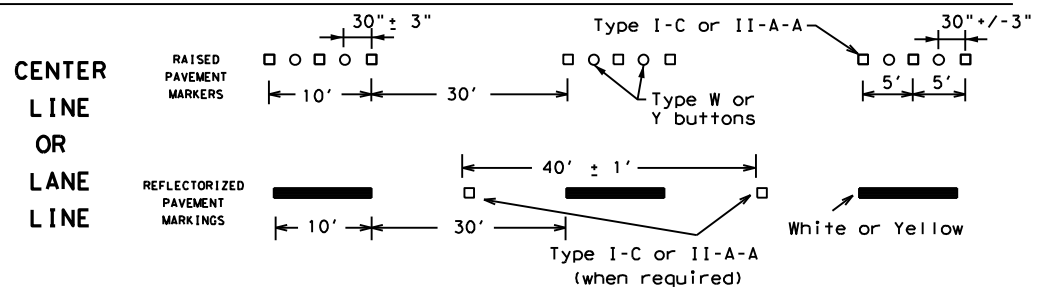 CENTER
LINE
OR
LANE
LINE
RAISED
PAVEMENT
MARKERS
30"± 3"
10'
30'
Type I-C or II-A-A
Type W or
Y buttons
30"+/-3"
5'
5'
REFLECTORIZED
PAVEMENT
MARKINGS
10'
30'
40' ± 1'
Type I-C or II-A-A
(when required)
White or Yellow